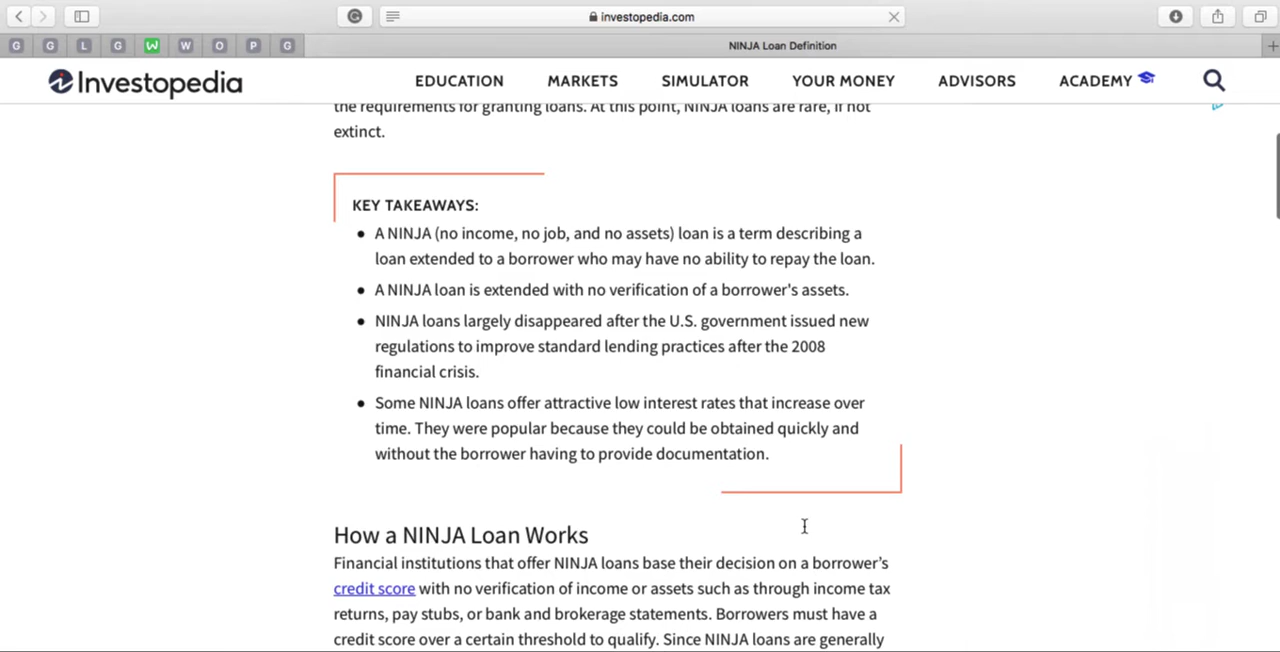 investopedia.com
G G L G W W O P G NINJA Loan Definition
Investopedia EDUCATION MARKETS SIMULATOR YOUR MONEY ADVISORS ACADEMY
the requirements for granting loans. At this point, NINJA loans are rare, if not
extinct.
KEY TAKEAWAYS:
A NINJA (no income, no job, and no assets) loan is a term describing a
loan extended to a borrower who may have no ability to repay the loan.
A NINJA loan is extended with no verification of a borrower's assets.
NINJA loans largely disappeared after the U.S. government issued new
regulations to improve standard lending practices after the 2008
financial crisis.
Some NINJA loans offer attractive low interest rates that increase over
time. They were popular because they could be obtained quickly and
without the borrower having to provide documentation.
How a NINJA Loan Works
Financial institutions that offer NINJA loans base their decision on a borrower’s
credit score with no verification of income or assets such as through income tax
returns, pay stubs, or bank and brokerage statements. Borrowers must have a
credit score over a certain threshold to qualify. Since NINJA loans are generally